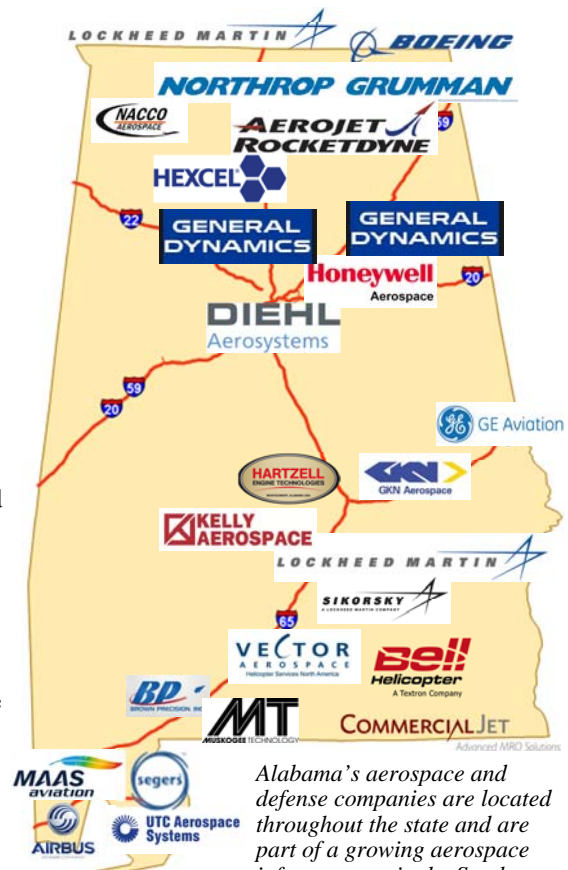 LOCKHEED MARTIN
BOEING
NORTHROP GRUMMAN
NACCO
AEROSPACE
AEROJET
ROCKETDYNE
59
HEXCEL
22
GENERAL
DYNAMICS
GENERAL
DYNAMICS
Honeywell
Aerospace
20
DIEHL
Aerosystems
59
20
GE Aviation
HARTZELL
ENGINE TECHNOLOGIES
GKN Aerospace
KELLY
AEROSPACE
LOCKHEED MARTIN
SIKORSKY
A LOCKHEED MARTIN COMPANY
65
VECTOR
AEROSPACE
Helicopter Services North America
Bell
Helicopter
A Textron Company
BP
BROWN PRECISION, INC
MT
MUSKOGEE TECHNOLOGY
COMMERCIAL JET
Advanced MRO Solutions
MAAS
aviation
segers
AIRBUS
UTC Aerospace
Systems
Alabama's aerospace and
defense companies are located
throughout the state and are
part of a growing aerospace